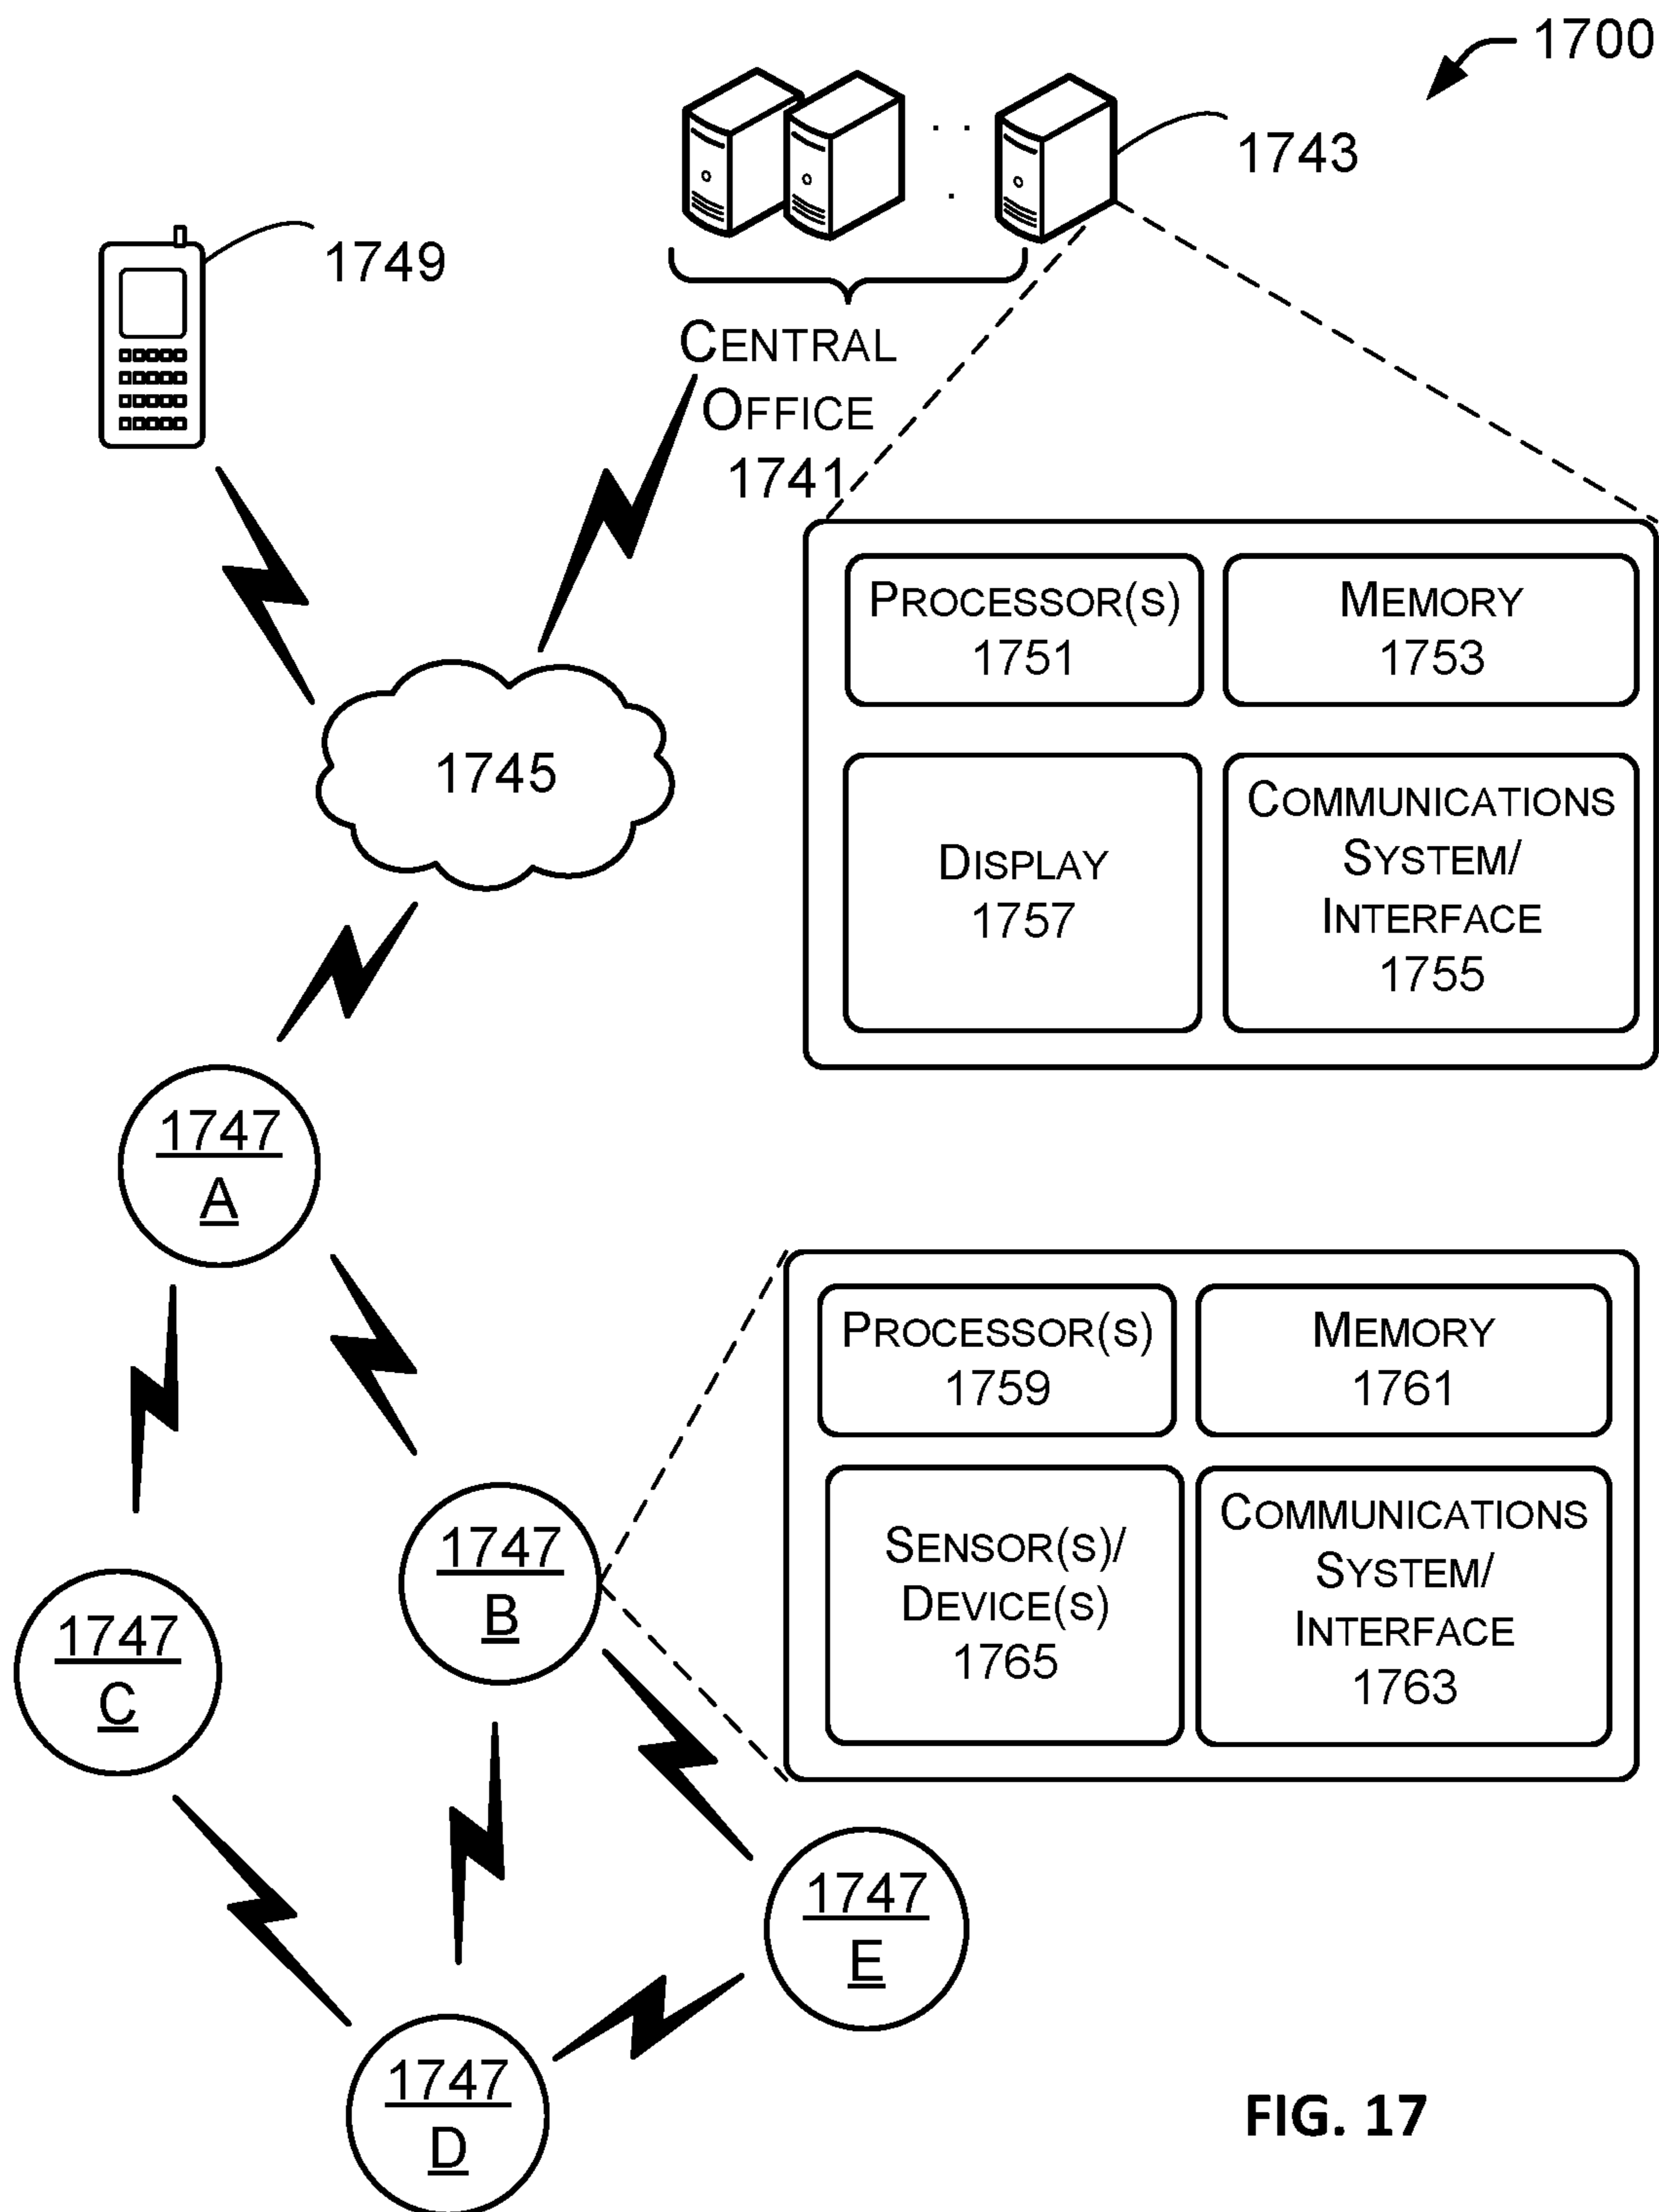 1700
1743
1749
CENTRAL
OFFICE
1741
PROCESSOR(S)
1751
MEMORY
1753
DISPLAY
1757
COMMUNICATIONS
SYSTEM/
INTERFACE
1755
1745
1747
A
PROCESSOR(S)
1759
MEMORY
1761
SENSOR(S)/
DEVICE(S)
1765
COMMUNICATIONS
SYSTEM/
INTERFACE
1763
1747
B
1747
C
1747
E
1747
D
FIG. 17